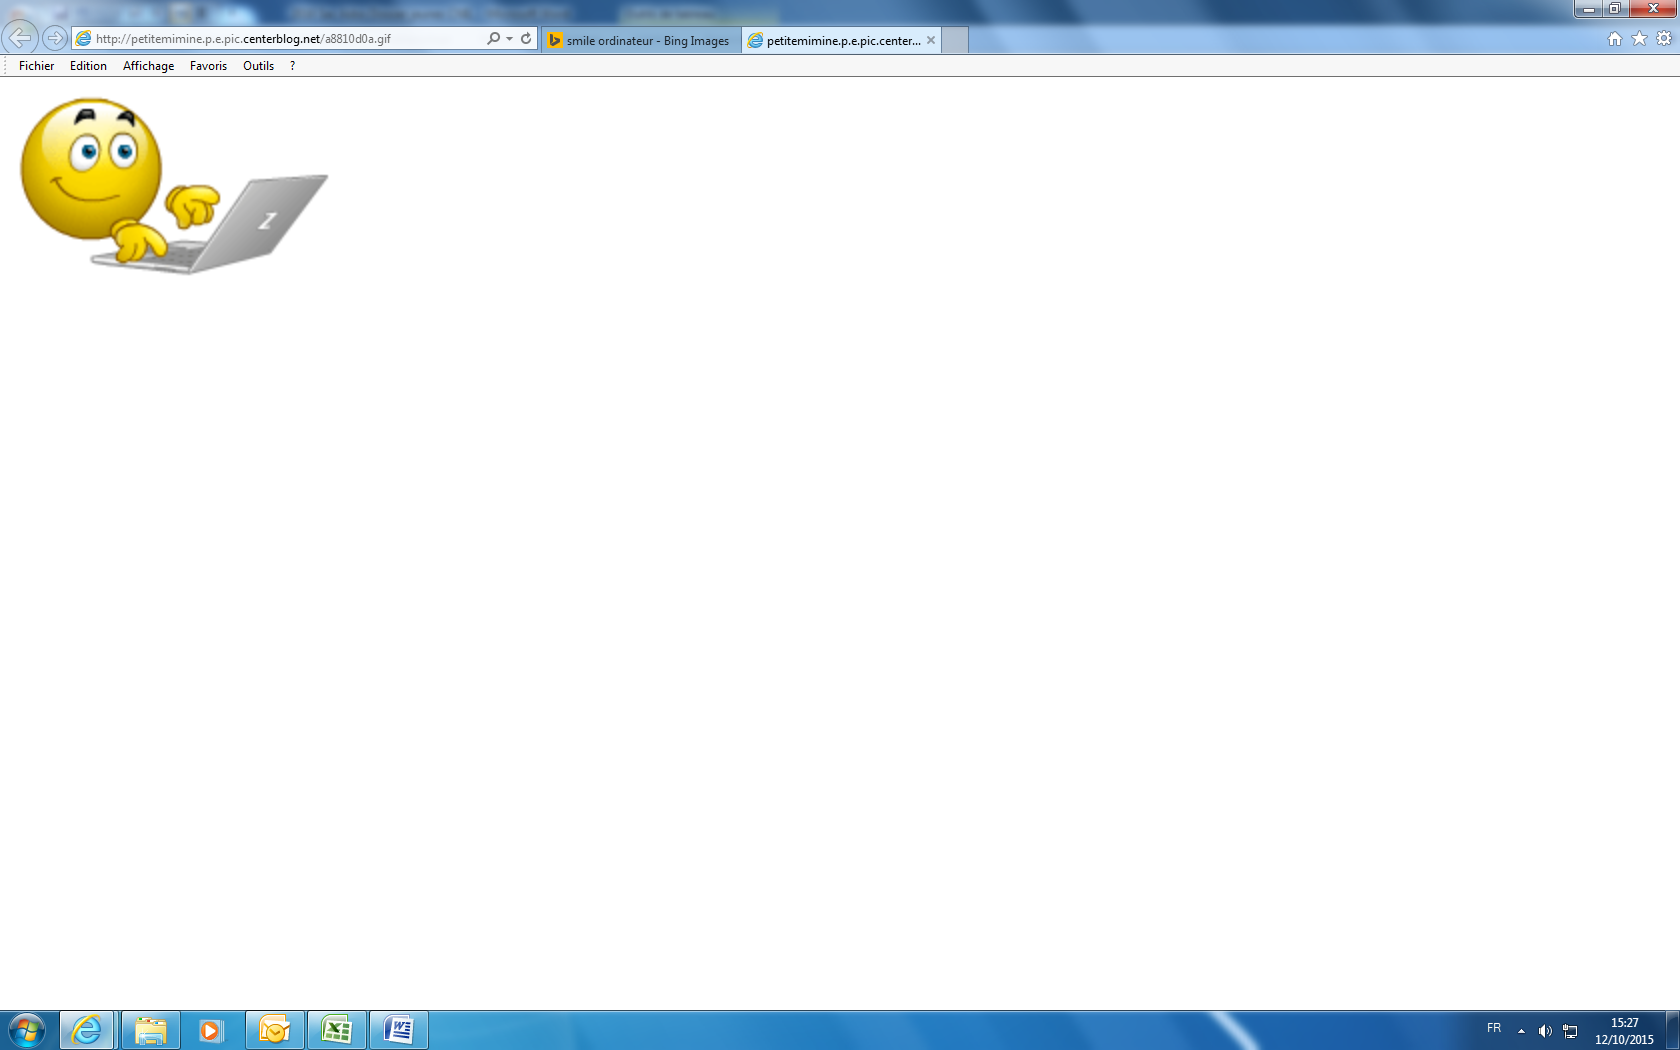 http://petitemimine.p.e.pic.centerblog.net/a8810d0a.gif
smile ordinateur - Bing Images
petitemimine.p.e.pic.center...
Fichier Edition Affichage Favoris Outils ?
FR
15:27
12/10/2015